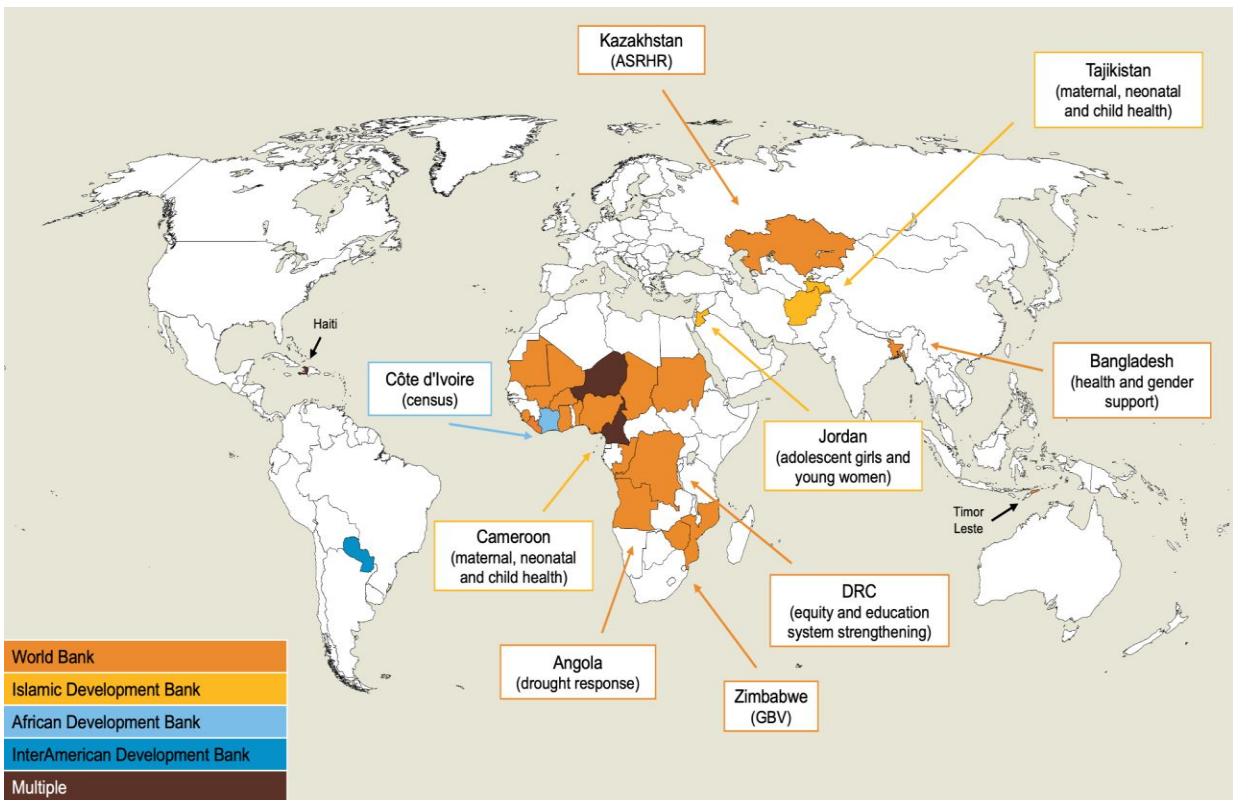 Kazakhstan
(ASRHR)
Tajikistan
(maternal, neonatal
and child health)
Haiti
Côte d'Ivoire
(census)
Bangladesh
(health and gender
support)
Jordan
(adolescent girls and
young women)
Timor
Leste
Cameroon
(maternal, neonatal
and child health)
DRC
(equity and education
system strengthening)
Angola
(drought response)
Zimbabwe
(GBV)
World Bank
Islamic Development Bank
African Development Bank
InterAmerican Development Bank
Multiple